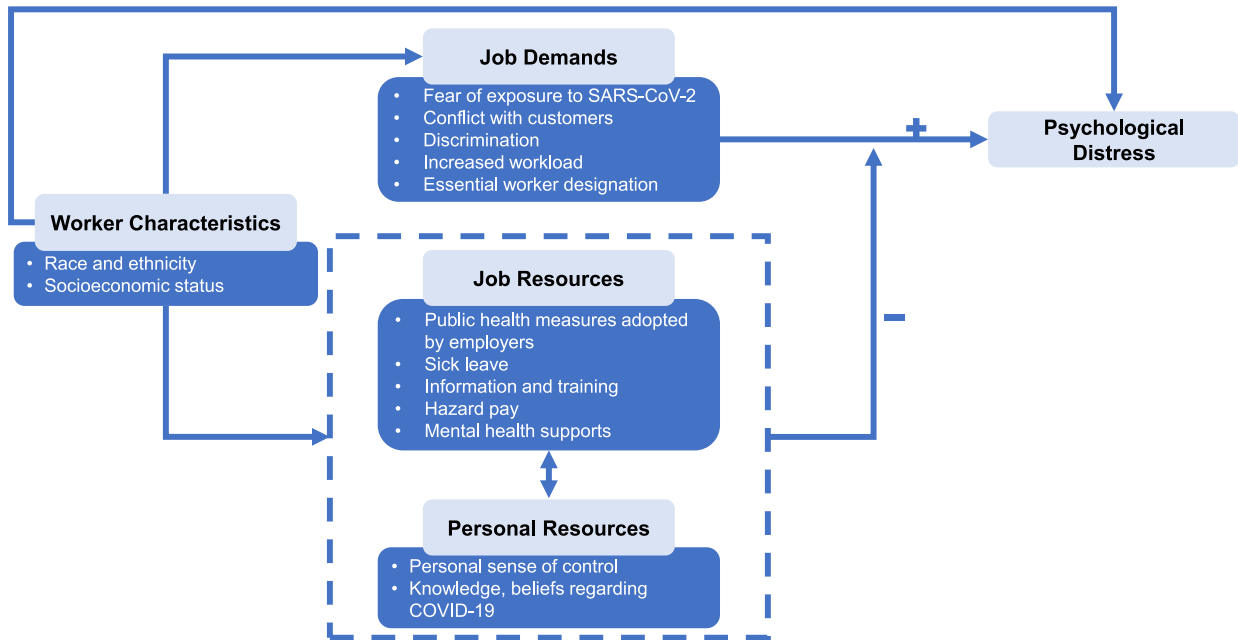 Job Demands
• Fear of exposure to SARS-CoV-2
• Conflict with customers
• Discrimination
• Increased workload
• Essential worker designation
+
Psychological
Distress
Worker Characteristics
• Race and ethnicity
• Socioeconomic status
Job Resources
• Public health measures adopted
by employers
• Sick leave
• Information and training
• Hazard pay
• Mental health supports
−
Personal Resources
• Personal sense of control
• Knowledge, beliefs regarding
COVID-19